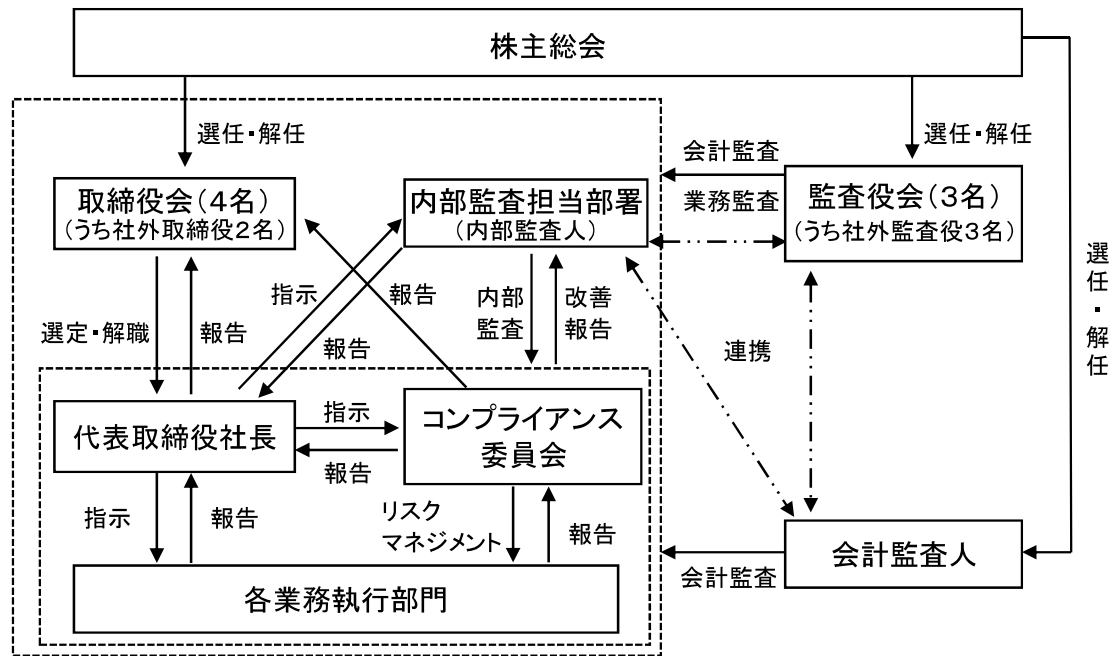 株主総会
選任・解任
選任・解任
会計監査
業務監査
取締役会(4名)
(うち社外取締役2名)
内部監査担当部署
(内部監査人)
監査役会(3名)
(うち社外監査役3名)
選任・解任
選定・解職
報告
指示
報告
報告
内部
監査
改善
報告
連携
代表取締役社長
指示
報告
コンプライアンス
委員会
指示
報告
リスク
マネジメント
報告
会計監査
会計監査人
各業務執行部門